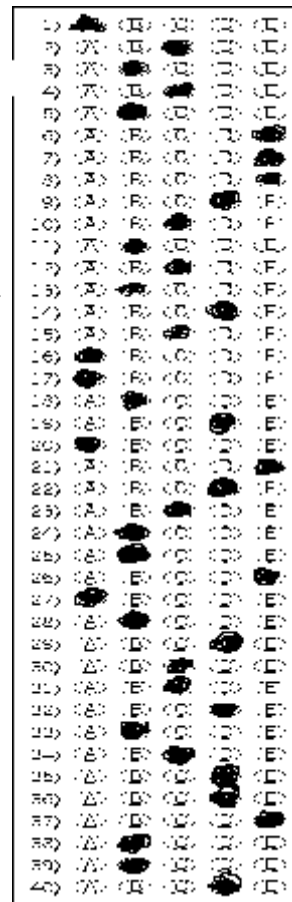 1) (B) (C) (D) (E)
2) (A) (B) (D) (E)
3) (A) (C) (D) (E)
4) (A) (B) (D) (E)
5) (A) (C) (D) (E)
6) (A) (B) (C) (D)
7) (A) (B) (C) (D)
8) (A) (B) (C) (D)
9) (A) (B) (C) (E)
10) (A) (B) (D) (E)
11) (A) (C) (D) (E)
12) (A) (B) (D) (E)
13) (A) (C) (D) (E)
14) (A) (B) (C) (E)
15) (A) (B) (D) (E)
16) (B) (C) (D) (E)
17) (B) (C) (D) (E)
18) (A) (C) (D) (E)
19) (A) (B) (C) (E)
20) (B) (C) (D) (E)
21) (A) (B) (C) (D)
22) (A) (B) (C) (E)
23) (A) (B) (D) (E)
24) (A) (C) (D) (E)
25) (A) (C) (D) (E)
26) (A) (B) (C) (D)
27) (B) (C) (D) (E)
28) (A) (C) (D) (E)
29) (A) (B) (C) (E)
30) (A) (B) (D) (E)
31) (A) (B) (D) (E)
32) (A) (B) (C) (E)
33) (A) (C) (D) (E)
34) (A) (B) (D) (E)
35) (A) (B) (C) (E)
36) (A) (B) (C) (E)
37) (A) (B) (C) (D)
38) (A) (C) (D) (E)
39) (A) (C) (D) (E)
40) (A) (B) (C) (E)